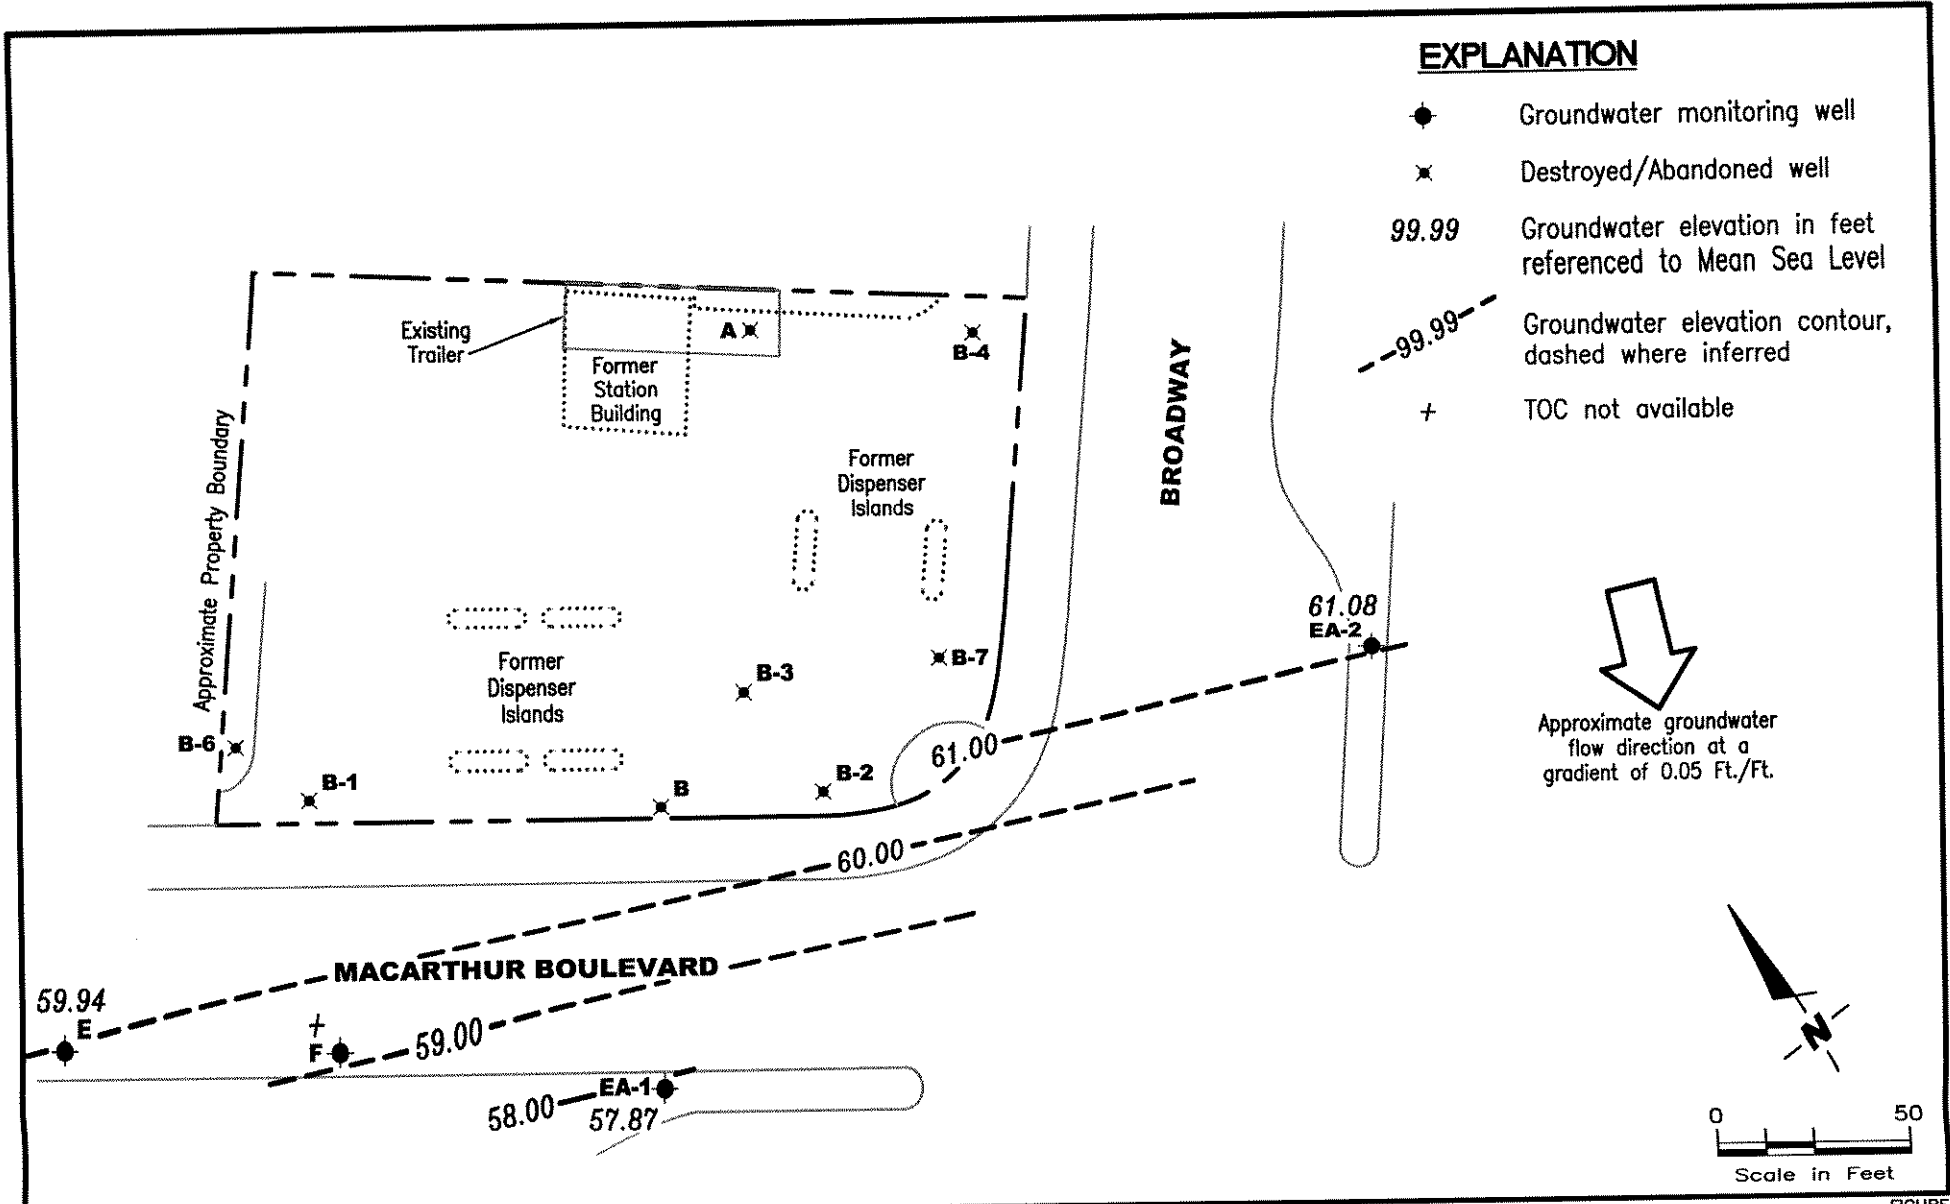 EXPLANATION
Groundwater monitoring well
Destroyed/Abandoned well
99.99
Groundwater elevation in feet
referenced to Mean Sea Level
99.99
Groundwater elevation contour,
dashed where inferred
+
TOC not available
Existing
Trailer
A
B-4
Former
Station
Building
Approximate Property Boundary
BROADWAY
Former
Dispenser
Islands
61.08
EA-2
B-7
B-3
Former
Dispenser
Islands
B-6
B-1
B
B-2
61.00
Approximate groundwater
flow direction at a
gradient of 0.05 Ft./Ft.
60.00
MACARTHUR BOULEVARD
59.94
E
+
F
59.00
EA-1
58.00
57.87
N
0 50
Scale in Feet
FIGURE